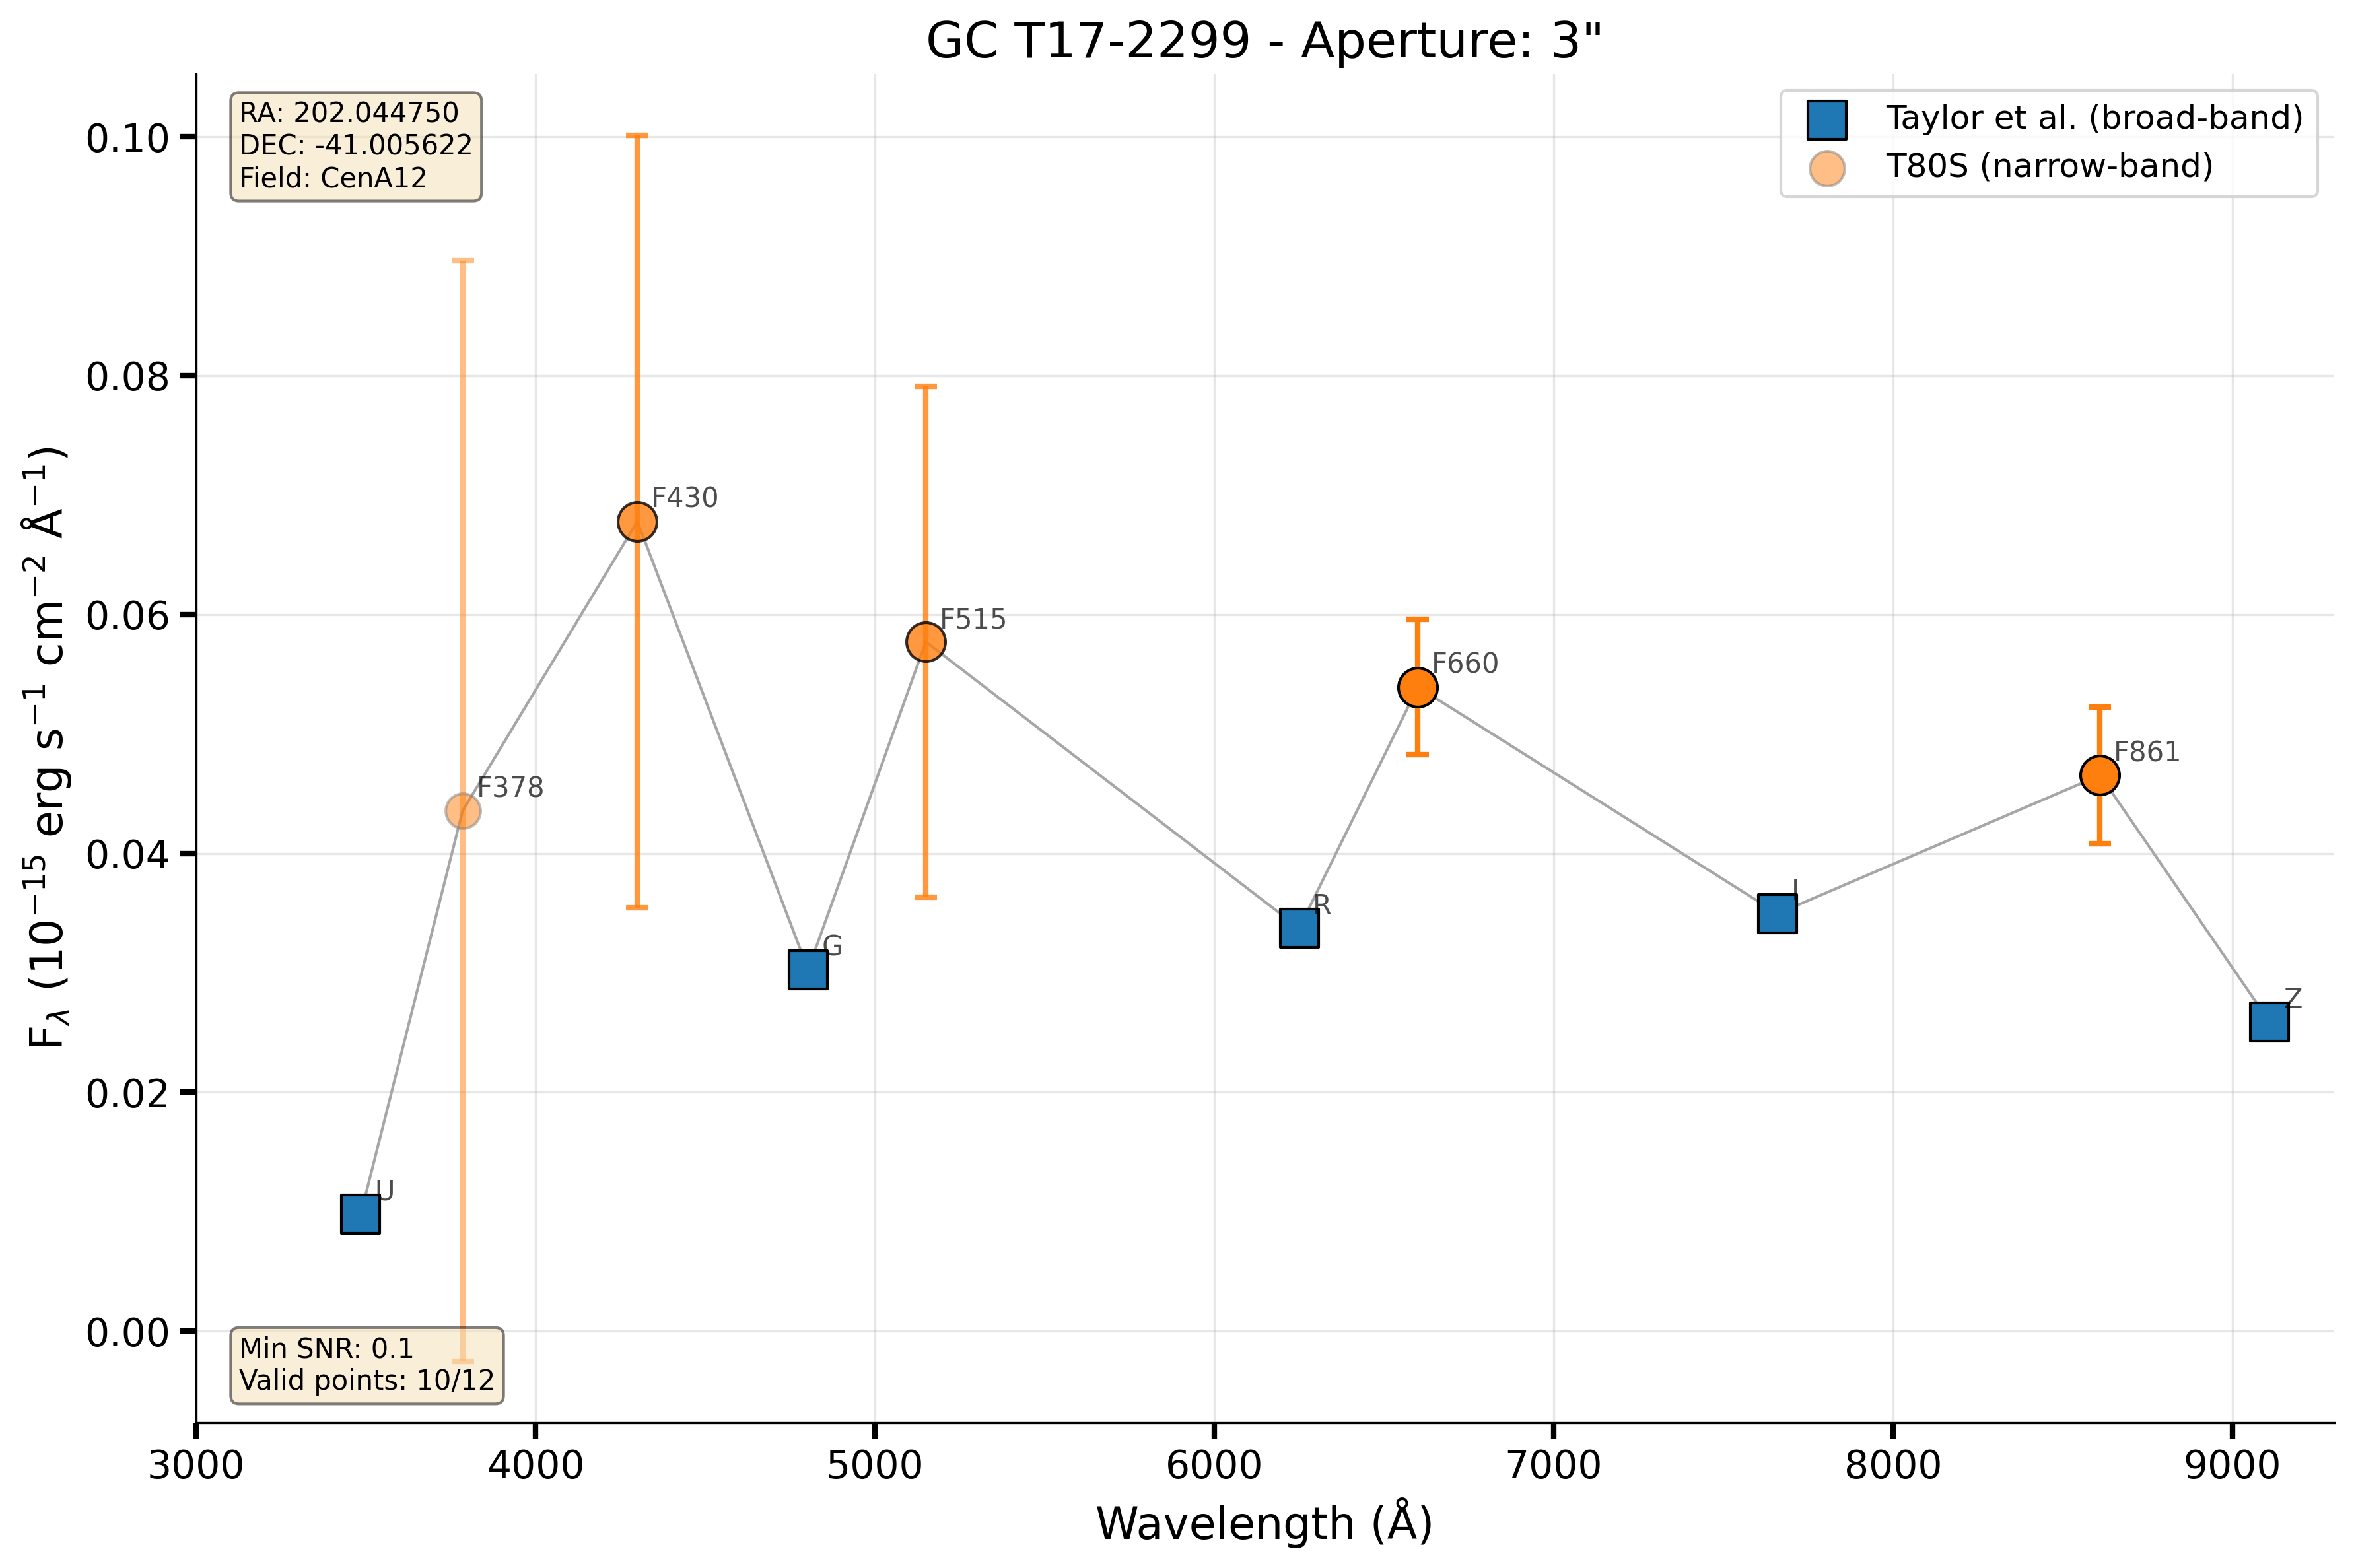 GC T17-2299 - Aperture: 3"
RA: 202.044750
DEC: -41.005622
Field: CenA12
Taylor et al. (broad-band)
T80S (narrow-band)
0.10
0.08
0.06
0.04
0.02
0.00
F430
F515
F660
F861
F378
R
I
G
Z
U
Min SNR: 0.1
Valid points: 10/12
3000 4000 5000 6000 7000 8000 9000
Wavelength (Å)
F_λ (10⁻¹⁵ erg s⁻¹ cm⁻² Å⁻¹)